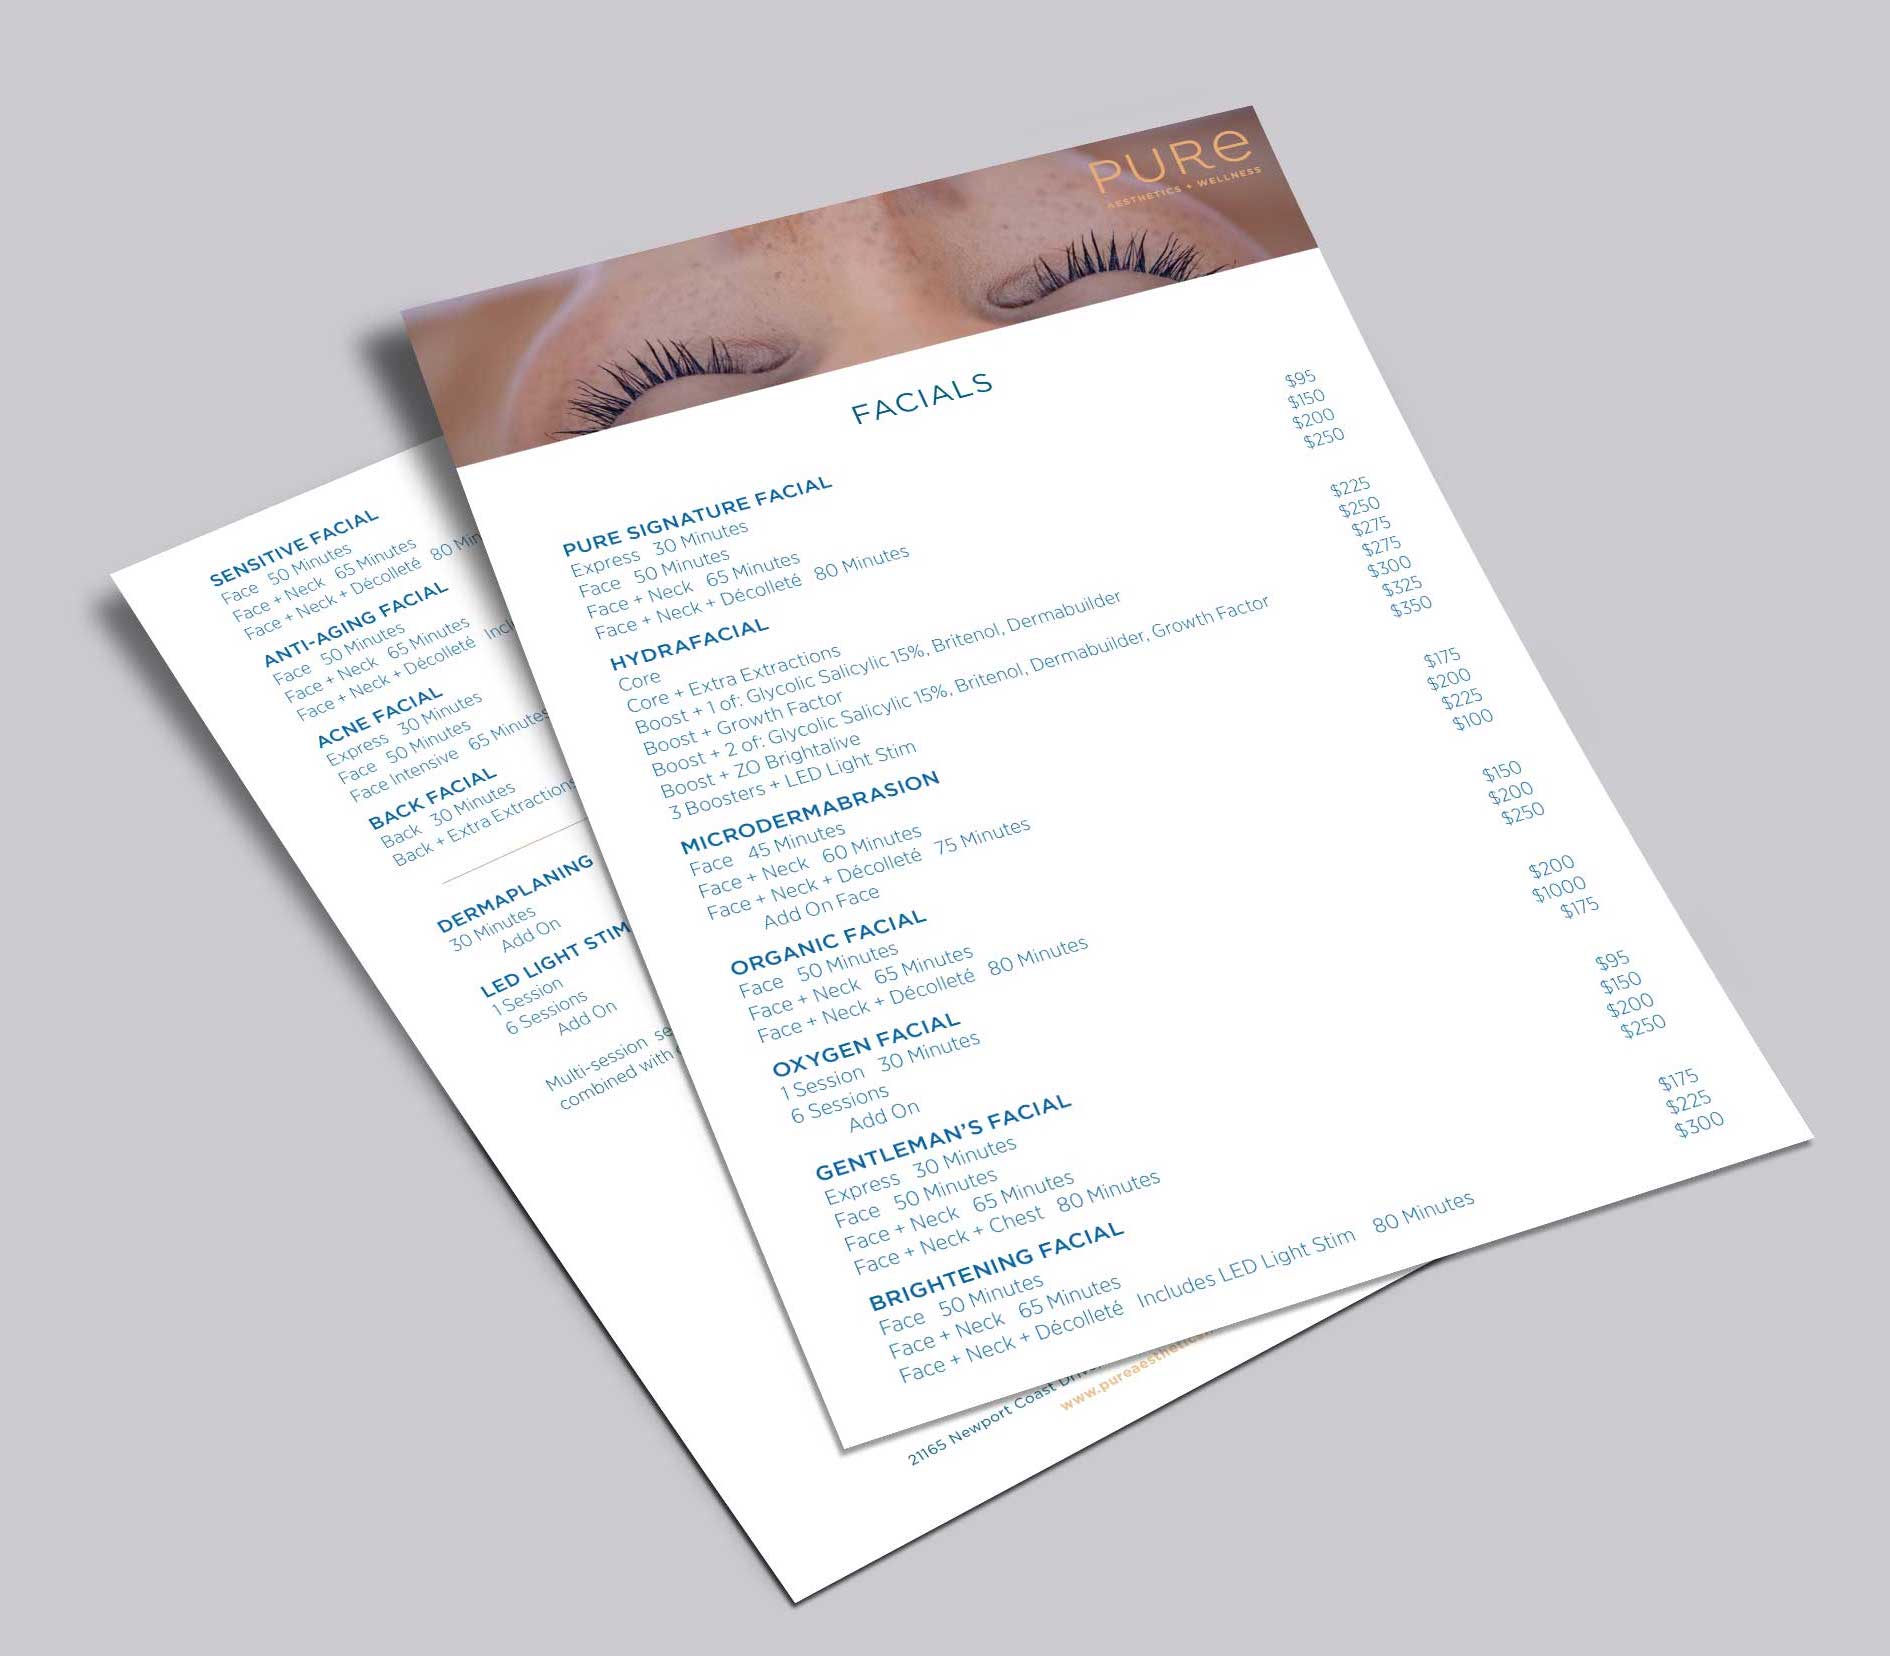 PURe
AESTHETICS + WELLNESS
FACIALS
PURE SIGNATURE FACIAL
Express 30 Minutes $95
Face 50 Minutes $150
Face + Neck 65 Minutes $200
Face + Neck + Décolleté 80 Minutes $250
HYDRAFACIAL
Core $225
Core + Extra Extractions $250
Boost + 1 of: Glycolic Salicylic 15%, Britenol, Dermabuilder $275
Boost + Growth Factor $275
Boost + 2 of: Glycolic Salicylic 15%, Britenol, Dermabuilder, Growth Factor $300
Boost + ZO Brightalive $325
3 Boosters + LED Light Stim $350
MICRODERMABRASION
Face 45 Minutes $175
Face + Neck 60 Minutes $200
Face + Neck + Décolleté 75 Minutes $225
Add On Face $100
ORGANIC FACIAL
Face 50 Minutes $150
Face + Neck 65 Minutes $200
Face + Neck + Décolleté 80 Minutes $250
OXYGEN FACIAL
1 Session 30 Minutes $200
6 Sessions $1000
Add On $175
GENTLEMAN'S FACIAL
Express 30 Minutes $95
Face 50 Minutes $150
Face + Neck 65 Minutes $200
Face + Neck + Chest 80 Minutes $250
BRIGHTENING FACIAL
Face 50 Minutes $175
Face + Neck 65 Minutes $225
Face + Neck + Décolleté Includes LED Light Stim 80 Minutes $300
SENSITIVE FACIAL
Face 50 Minutes
Face + Neck 65 Minutes
Face + Neck + Décolleté 80 Min
ANTI-AGING FACIAL
Face 50 Minutes
Face + Neck 65 Minutes
Face + Neck + Décolleté Incl
ACNE FACIAL
Express 30 Minutes
Face 50 Minutes
Face Intensive 65 Minutes
BACK FACIAL
Back 30 Minutes
Back + Extra Extractions
DERMAPLANING
30 Minutes
Add On
LED LIGHT STIM
1 Session
6 Sessions
Add On
Multi-session se
combined with
21165 Newport Coast Driv
www.pureaesthetics